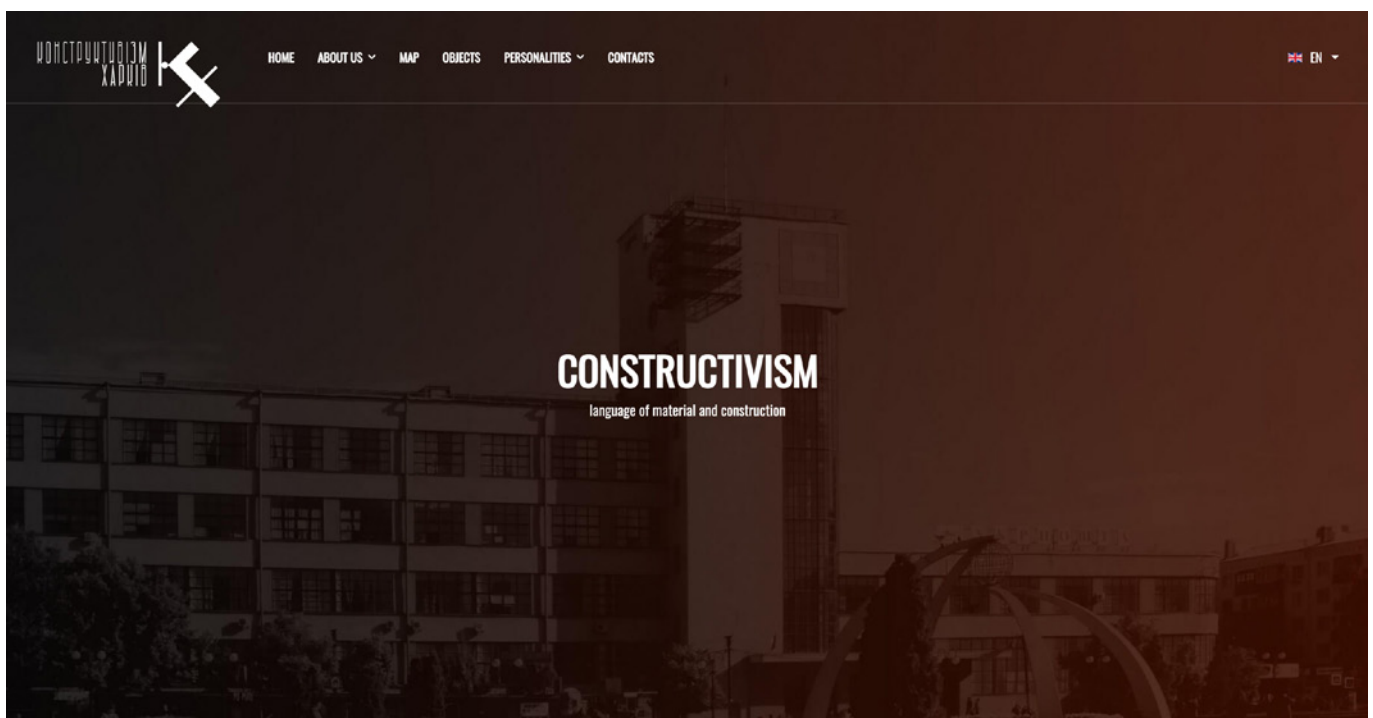 КОНСТРУКТИВІЗМ
ХАРКІВ
HOME ABOUT US MAP OBJECTS PERSONALITIES CONTACTS
EN
CONSTRUCTIVISM
language of material and construction